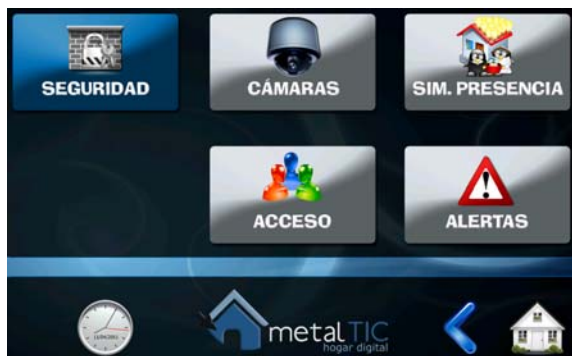 SEGURIDAD
CÁMARAS
SIM. PRESENCIA
ACCESO
ALERTAS
metalTIC
hogar digital